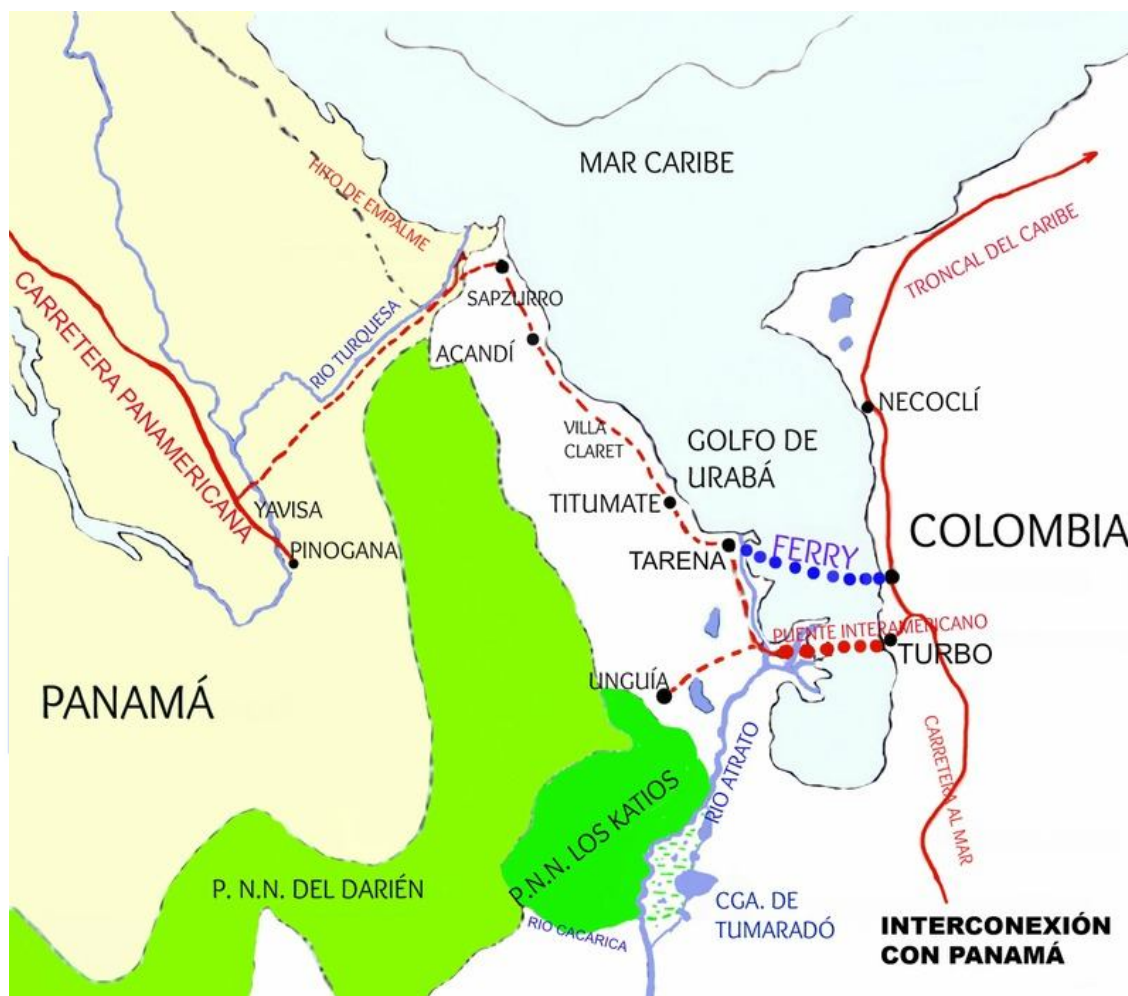 MAR CARIBE
HITO DE EMPALME
TRONCAL DEL CARIBE
CARRETERA PANAMERICANA
SAPZURRO
RIO TURQUESA
ACANDÍ
NECOCLÍ
VILLA
CLARET
GOLFO DE
URABÁ
TITUMATE
YAVISA
PINOGANA
TARENA
FERRY
COLOMBIA
PUENTE INTERAMERICANO
TURBO
UNGUÍA
PANAMÁ
RIO ATRATO
CARRETERA AL MAR
P.N.N. LOS KATIOS
P. N.N. DEL DARIÉN
CGA. DE
TUMARADÓ
RIO CACARICA
INTERCONEXIÓN
CON PANAMÁ